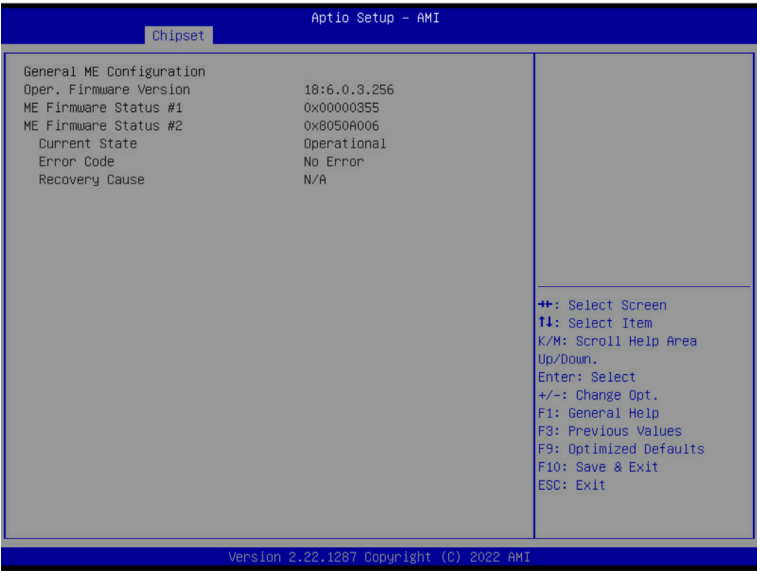 Aptio Setup – AMI
Chipset
General ME Configuration
Oper. Firmware Version 18:6.0.3.256
ME Firmware Status #1 0x00000355
ME Firmware Status #2 0x8050A006
Current State Operational
Error Code No Error
Recovery Cause N/A
→←: Select Screen
↑↓: Select Item
K/M: Scroll Help Area
Up/Down.
Enter: Select
+/-: Change Opt.
F1: General Help
F3: Previous Values
F9: Optimized Defaults
F10: Save & Exit
ESC: Exit
Version 2.22.1287 Copyright (C) 2022 AMI